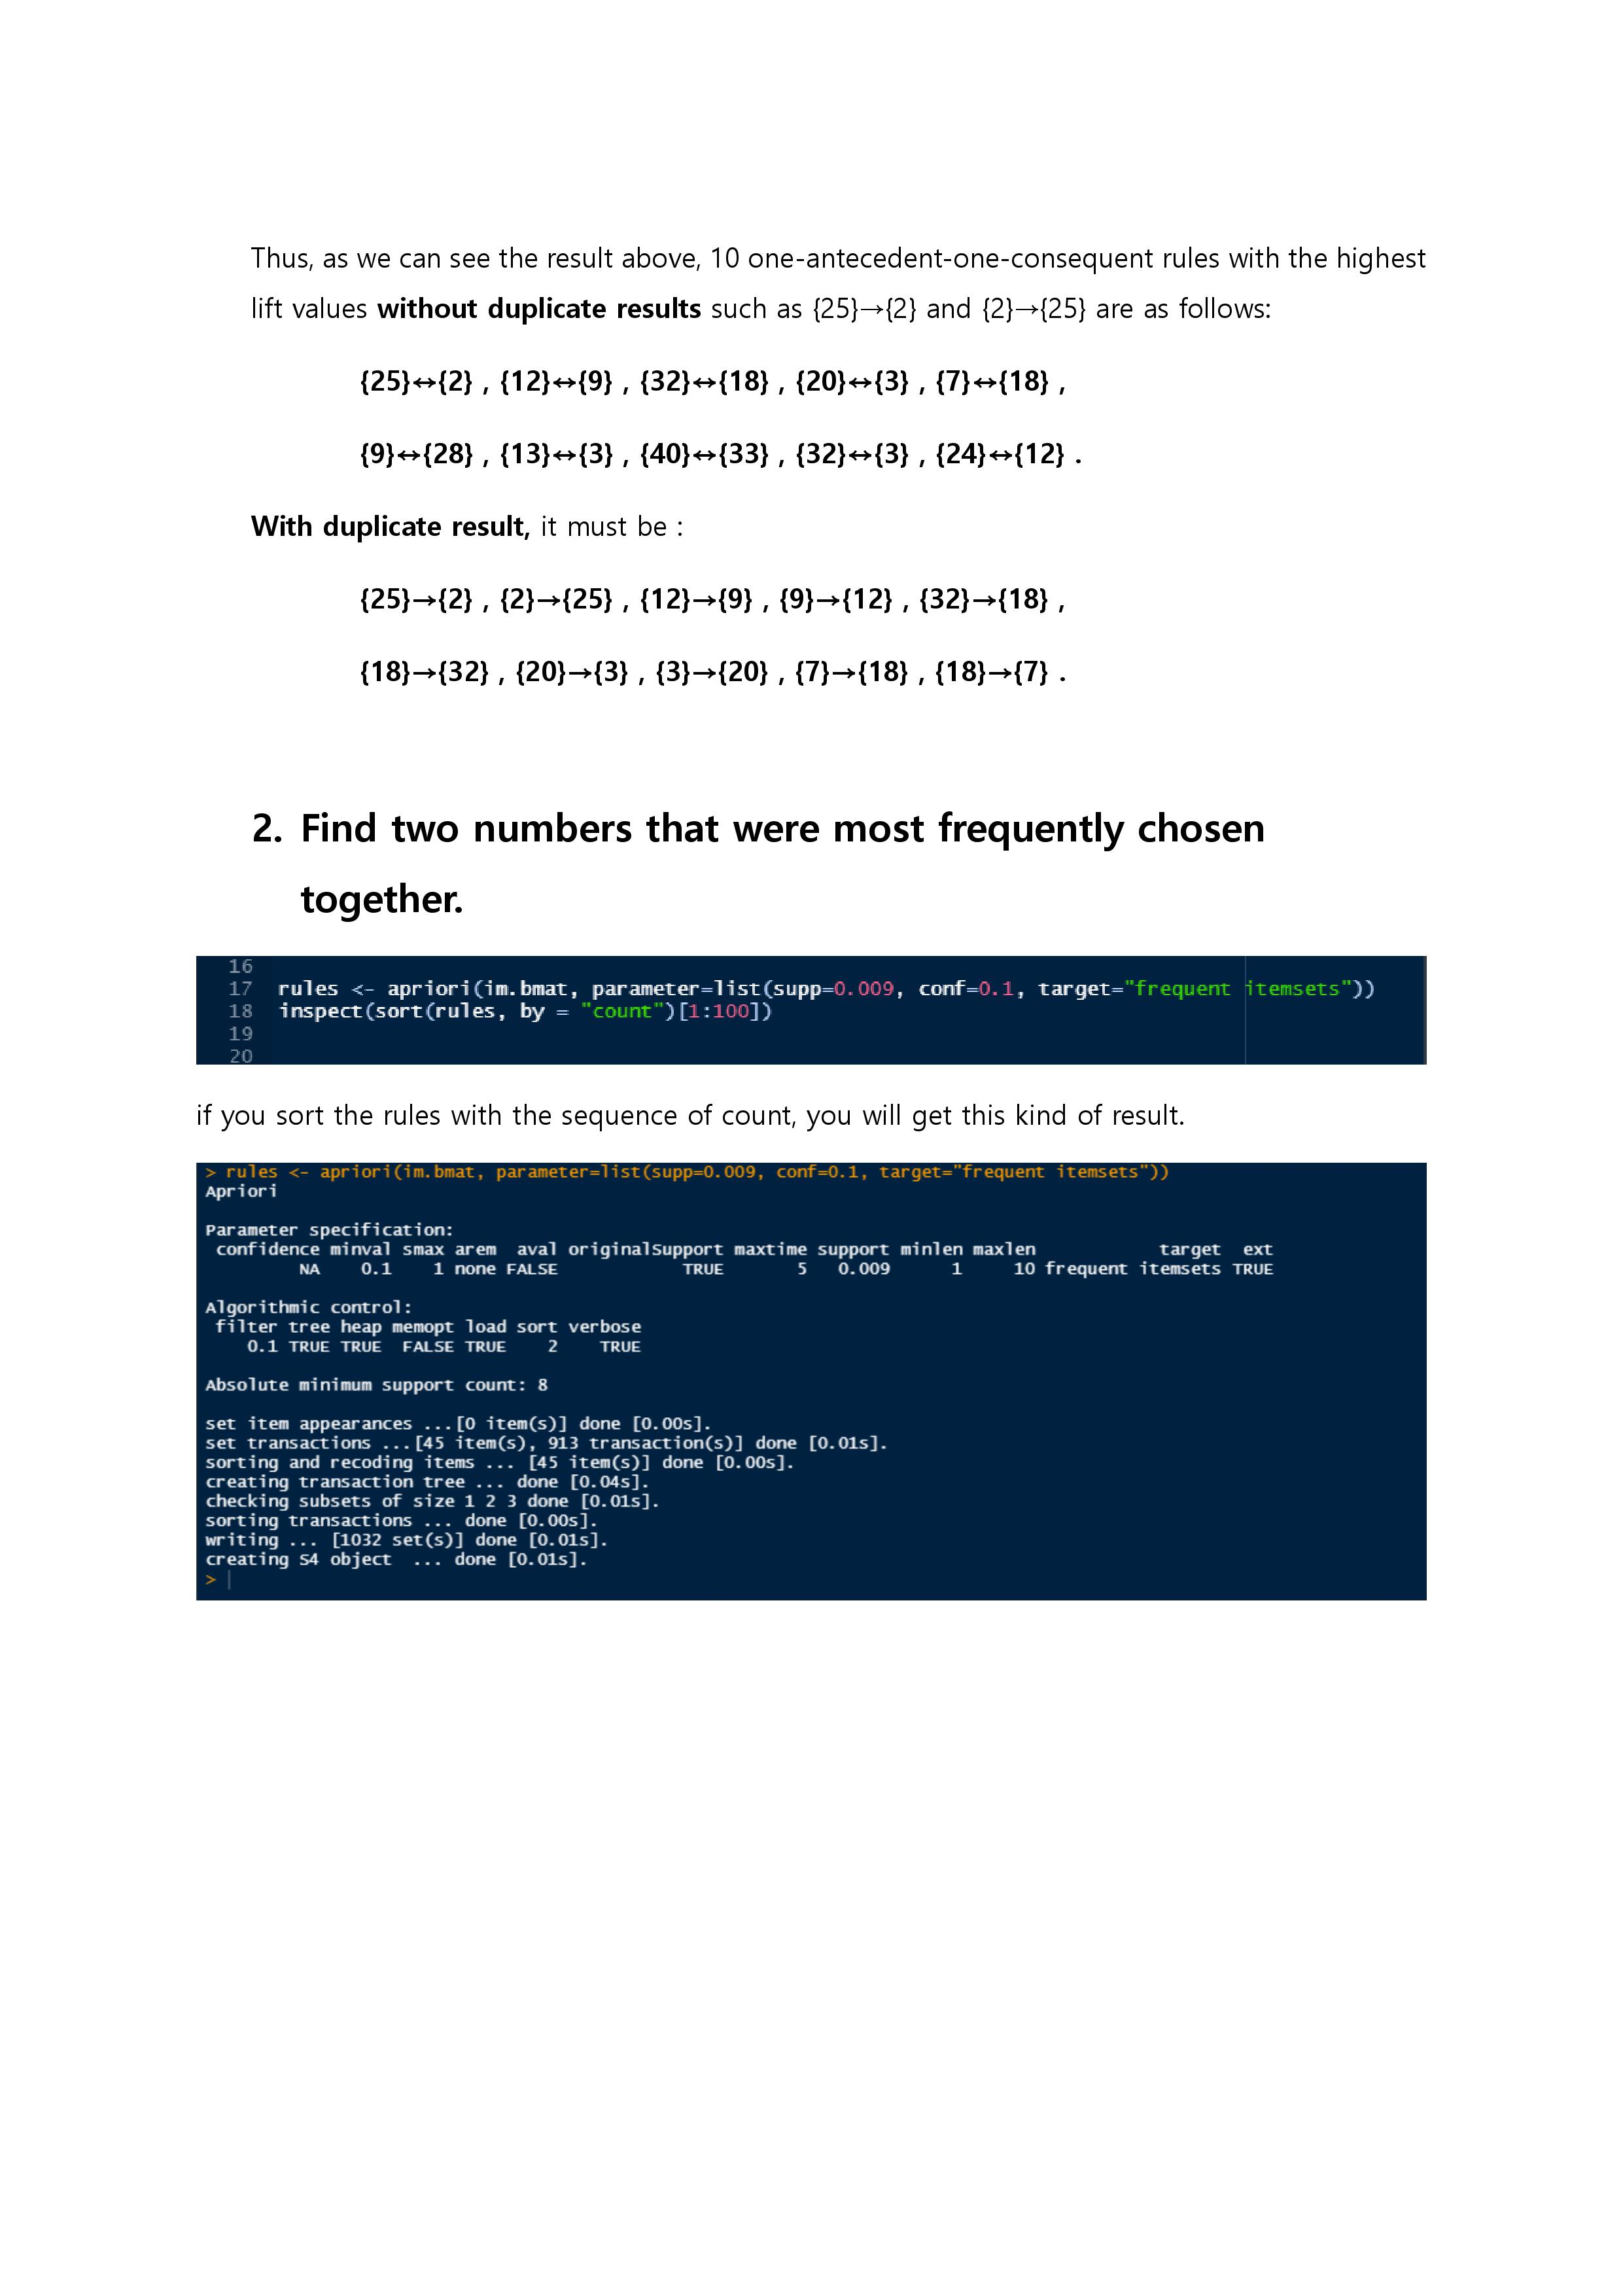 Thus, as we can see the result above, 10 one-antecedent-one-consequent rules with the highest
lift values without duplicate results such as {25}→{2} and {2}→{25} are as follows:
{25}↔{2} , {12}↔{9} , {32}↔{18} , {20}↔{3} , {7}↔{18} ,
{9}↔{28} , {13}↔{3} , {40}↔{33} , {32}↔{3} , {24}↔{12} .
With duplicate result, it must be :
{25}→{2} , {2}→{25} , {12}→{9} , {9}→{12} , {32}→{18} ,
{18}→{32} , {20}→{3} , {3}→{20} , {7}→{18} , {18}→{7} .
2. Find two numbers that were most frequently chosen
together.
16
17 rules <- apriori(im.bmat, parameter=list(supp=0.009, conf=0.1, target="frequent itemsets"))
18 inspect(sort(rules, by = "count")[1:100])
19
20
if you sort the rules with the sequence of count, you will get this kind of result.
> rules <- apriori(im.bmat, parameter=list(supp=0.009, conf=0.1, target="frequent itemsets"))
Apriori
Parameter specification:
confidence minval smax arem aval originalSupport maxtime support minlen maxlen target ext
NA 0.1 1 none FALSE TRUE 5 0.009 1 10 frequent itemsets TRUE
Algorithmic control:
filter tree heap memopt load sort verbose
0.1 TRUE TRUE FALSE TRUE 2 TRUE
Absolute minimum support count: 8
set item appearances ...[0 item(s)] done [0.00s].
set transactions ...[45 item(s), 913 transaction(s)] done [0.01s].
sorting and recoding items ... [45 item(s)] done [0.00s].
creating transaction tree ... done [0.04s].
checking subsets of size 1 2 3 done [0.01s].
sorting transactions ... done [0.00s].
writing ... [1032 set(s)] done [0.01s].
creating S4 object ... done [0.01s].
>